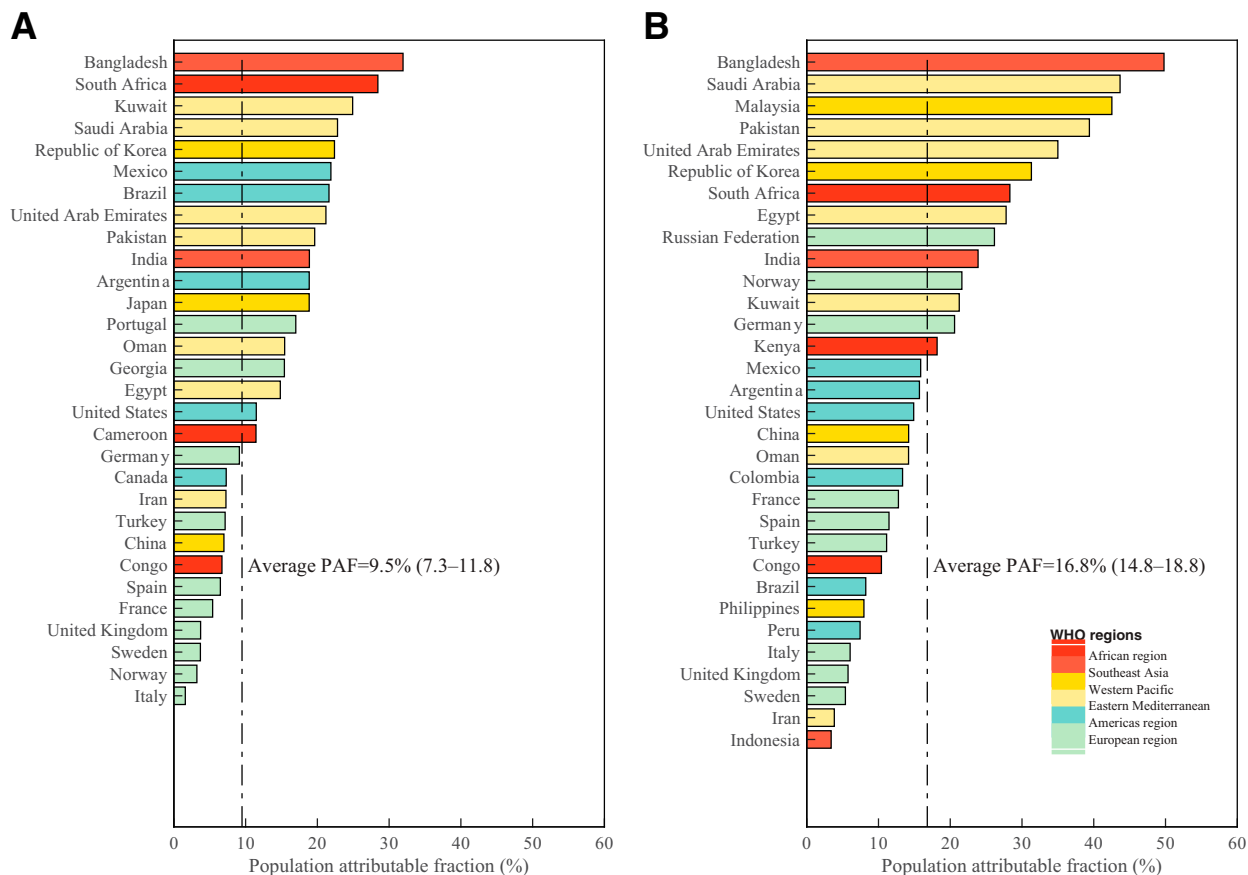 A
Bangladesh
South Africa
Kuwait
Saudi Arabia
Republic of Korea
Mexico
Brazil
United Arab Emirates
Pakistan
India
Argentina
Japan
Portugal
Oman
Georgia
Egypt
United States
Cameroon
Germany
Canada
Iran
Turkey
China
Congo
Spain
France
United Kingdom
Sweden
Norway
Italy
Average PAF=9.5% (7.3–11.8)
0 10 20 30 40 50 60
Population attributable fraction (%)
B
Bangladesh
Saudi Arabia
Malaysia
Pakistan
United Arab Emirates
Republic of Korea
South Africa
Egypt
Russian Federation
India
Norway
Kuwait
Germany
Kenya
Mexico
Argentina
United States
China
Oman
Colombia
France
Spain
Turkey
Congo
Brazil
Philippines
Peru
Italy
United Kingdom
Sweden
Iran
Indonesia
Average PAF=16.8% (14.8–18.8)
WHO regions
African region
Southeast Asia
Western Pacific
Eastern Mediterranean
Americas region
European region
0 10 20 30 40 50 60
Population attributable fraction (%)